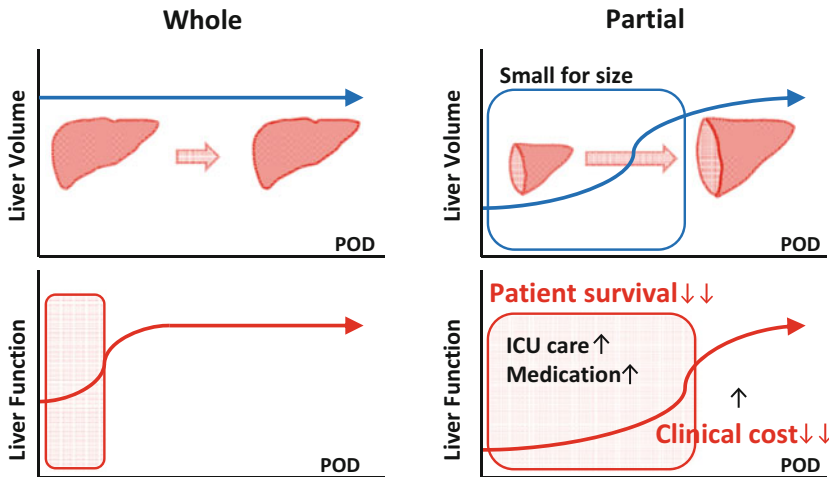 Whole
Partial
Liver Volume
POD
Liver Volume
Small for size
POD
Liver Function
POD
Liver Function
Patient survival↓↓
ICU care↑
Medication↑
↑
Clinical cost↓↓
POD